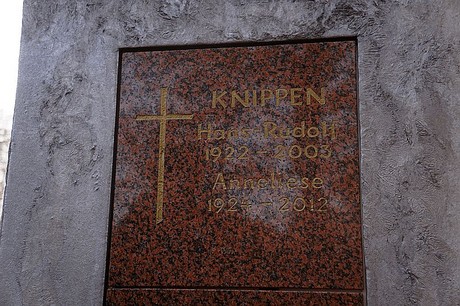 KNIPPEN
Hans Rudolf
1922 - 2003
Anneliese
1924 - 2012